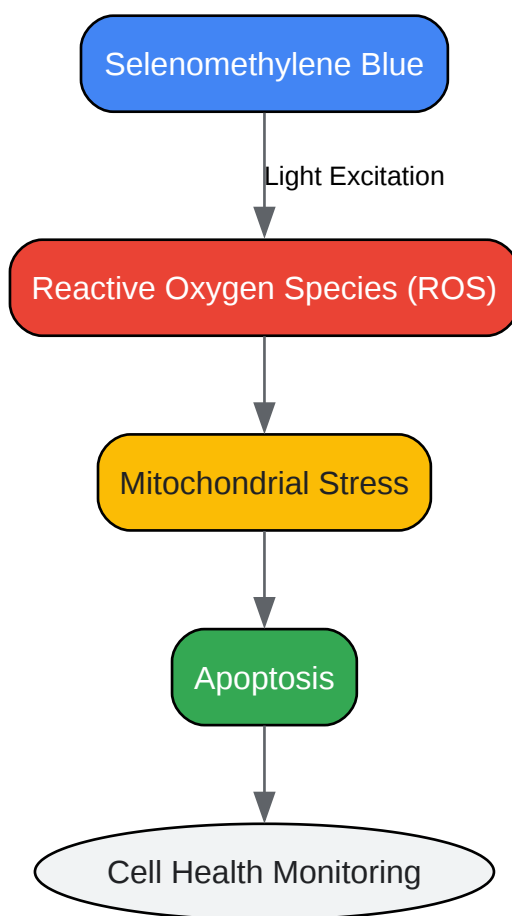 Selenomethylene Blue
Light Excitation
Reactive Oxygen Species (ROS)
Mitochondrial Stress
Apoptosis
Cell Health Monitoring